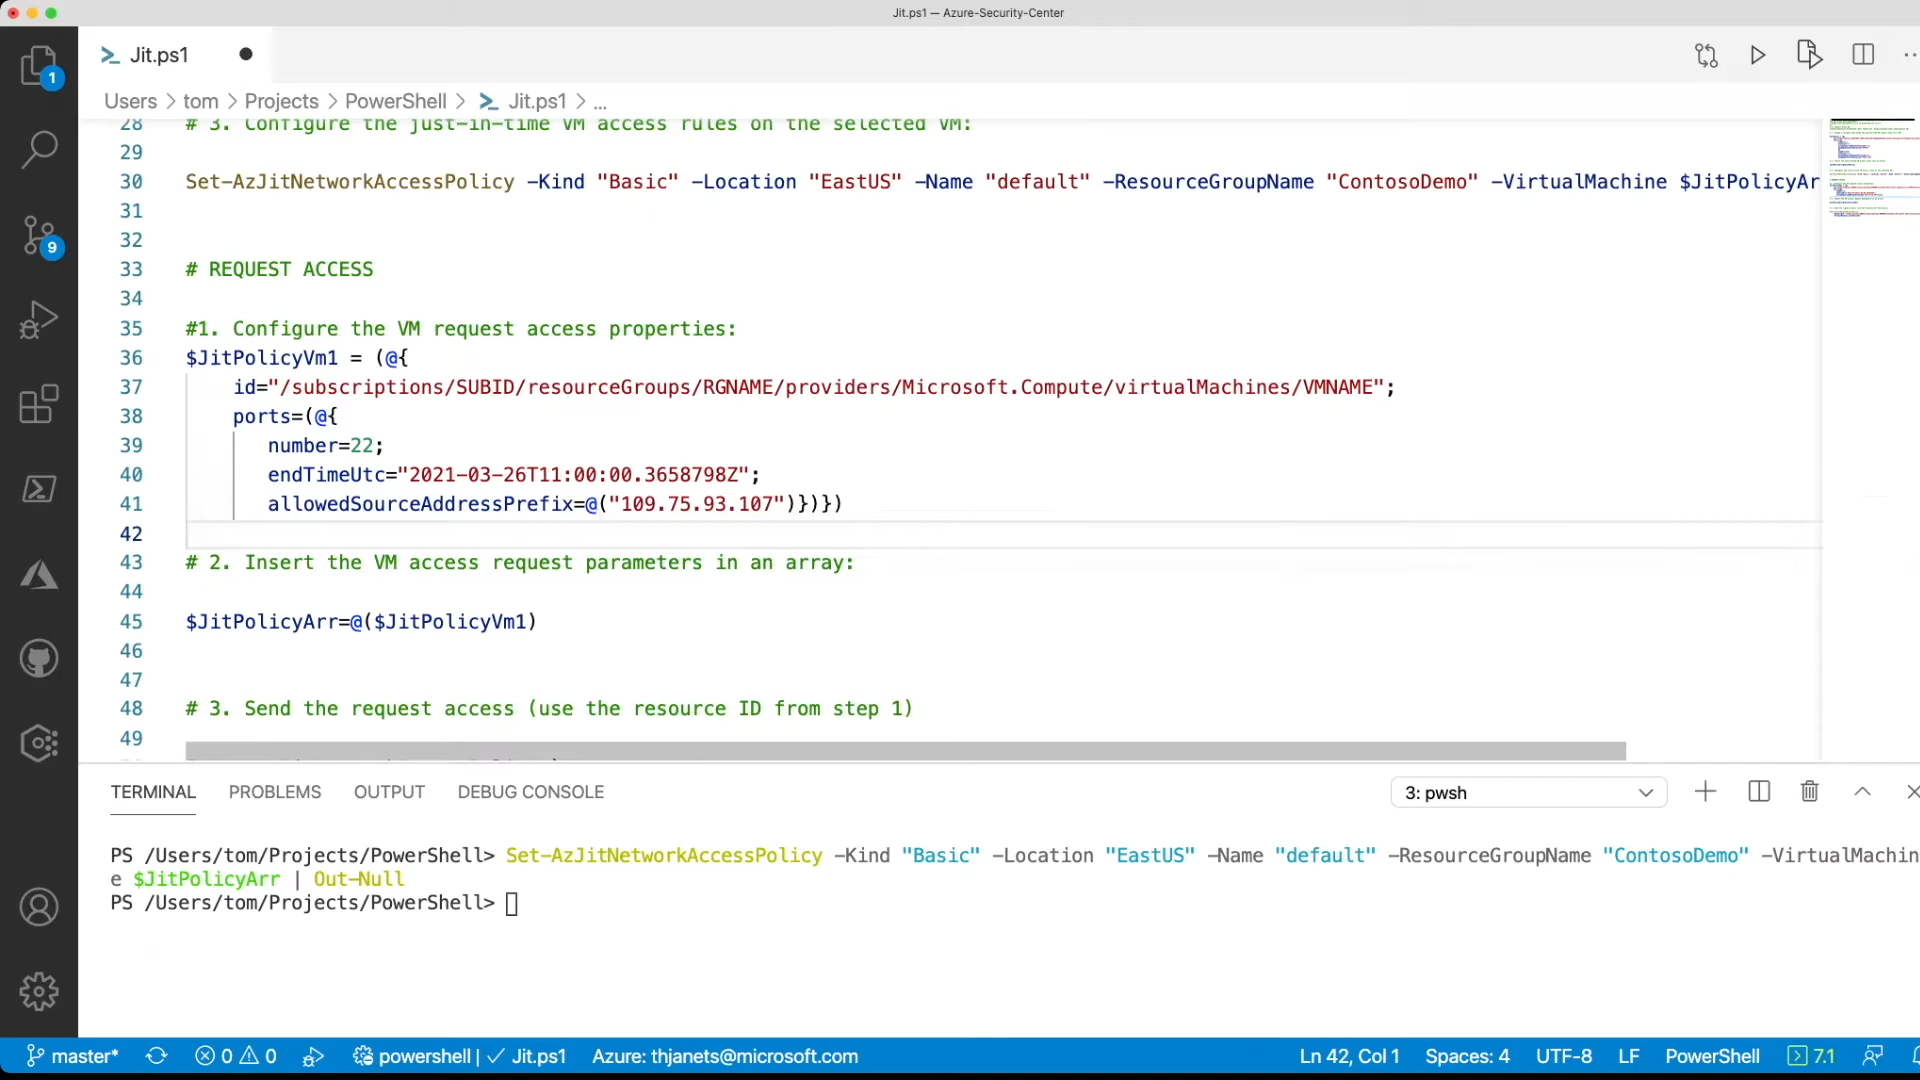 Jit.ps1 — Azure-Security-Center
Jit.ps1
Users > tom > Projects > PowerShell > Jit.ps1 > ...
1
9
28 # 3. Configure the just-in-time VM access rules on the selected VM:
29
30 Set-AzJitNetworkAccessPolicy -Kind "Basic" -Location "EastUS" -Name "default" -ResourceGroupName "ContosoDemo" -VirtualMachine $JitPolicyAr
31
32
33 # REQUEST ACCESS
34
35 #1. Configure the VM request access properties:
36 $JitPolicyVm1 = (@{
37 id="/subscriptions/SUBID/resourceGroups/RGNAME/providers/Microsoft.Compute/virtualMachines/VMNAME";
38 ports=(@{
39 number=22;
40 endTimeUtc="2021-03-26T11:00:00.3658798Z";
41 allowedSourceAddressPrefix=@("109.75.93.107")})})
42
43 # 2. Insert the VM access request parameters in an array:
44
45 $JitPolicyArr=@($JitPolicyVm1)
46
47
48 # 3. Send the request access (use the resource ID from step 1)
49
TERMINAL PROBLEMS OUTPUT DEBUG CONSOLE 3: pwsh
PS /Users/tom/Projects/PowerShell> Set-AzJitNetworkAccessPolicy -Kind "Basic" -Location "EastUS" -Name "default" -ResourceGroupName "ContosoDemo" -VirtualMachin
e $JitPolicyArr | Out-Null
PS /Users/tom/Projects/PowerShell>
master* 0 0 powershell | ✓ Jit.ps1 Azure: thjanets@microsoft.com Ln 42, Col 1 Spaces: 4 UTF-8 LF PowerShell 7.1